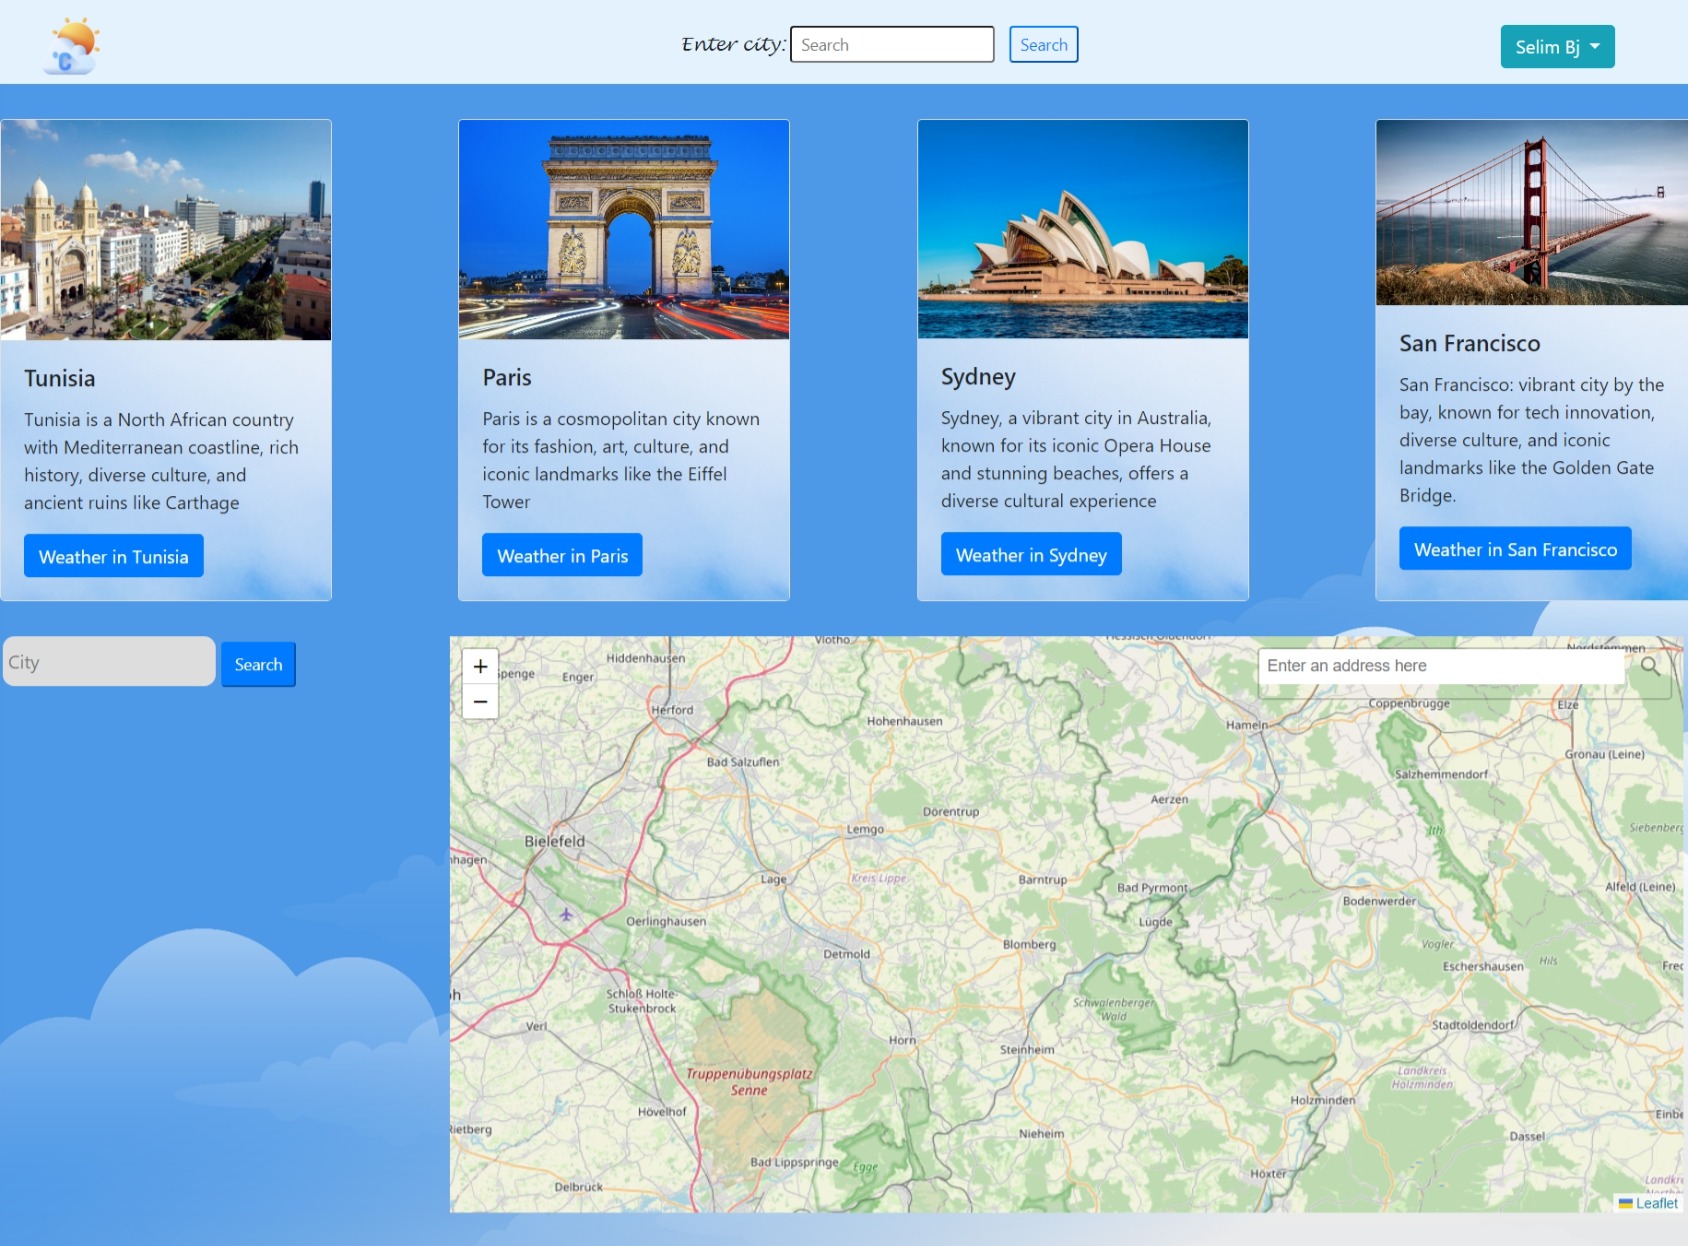 °C
Enter city:
Search
Search
Selim Bj
Tunisia
Tunisia is a North African country
with Mediterranean coastline, rich
history, diverse culture, and
ancient ruins like Carthage
Weather in Tunisia
Paris
Paris is a cosmopolitan city known
for its fashion, art, culture, and
iconic landmarks like the Eiffel
Tower
Weather in Paris
Sydney
Sydney, a vibrant city in Australia,
known for its iconic Opera House
and stunning beaches, offers a
diverse cultural experience
Weather in Sydney
San Francisco
San Francisco: vibrant city by the
bay, known for tech innovation,
diverse culture, and iconic
landmarks like the Golden Gate
Bridge.
Weather in San Francisco
City
Search
+
−
Enter an address here
Vlotho
Hiddenhausen
Spenge
Enger
Herford
Hohenhausen
Hameln
Coppenbrügge
Elze
Bad Salzuflen
Gronau (Leine)
Salzhemmendorf
Aerzen
Dörentrup
Lemgo
Ith
Bielefeld
Lage
Kreis Lippe
Barntrup
Bad Pyrmont
Alfeld (Leine)
Bodenwerder
Oerlinghausen
Lügde
Blomberg
Vogler
Detmold
Hils
Eschershausen
Schloß Holte-
Stukenbrock
Schwalenberger
Wald
Verl
Stadtoldendorf
Horn
Steinheim
Truppenübungsplatz
Senne
Landkreis
Holzminden
Holzminden
Hövelhof
Rietberg
Nieheim
Dassel
Bad Lippspringe
Egge
Höxter
Delbrück
Leaflet